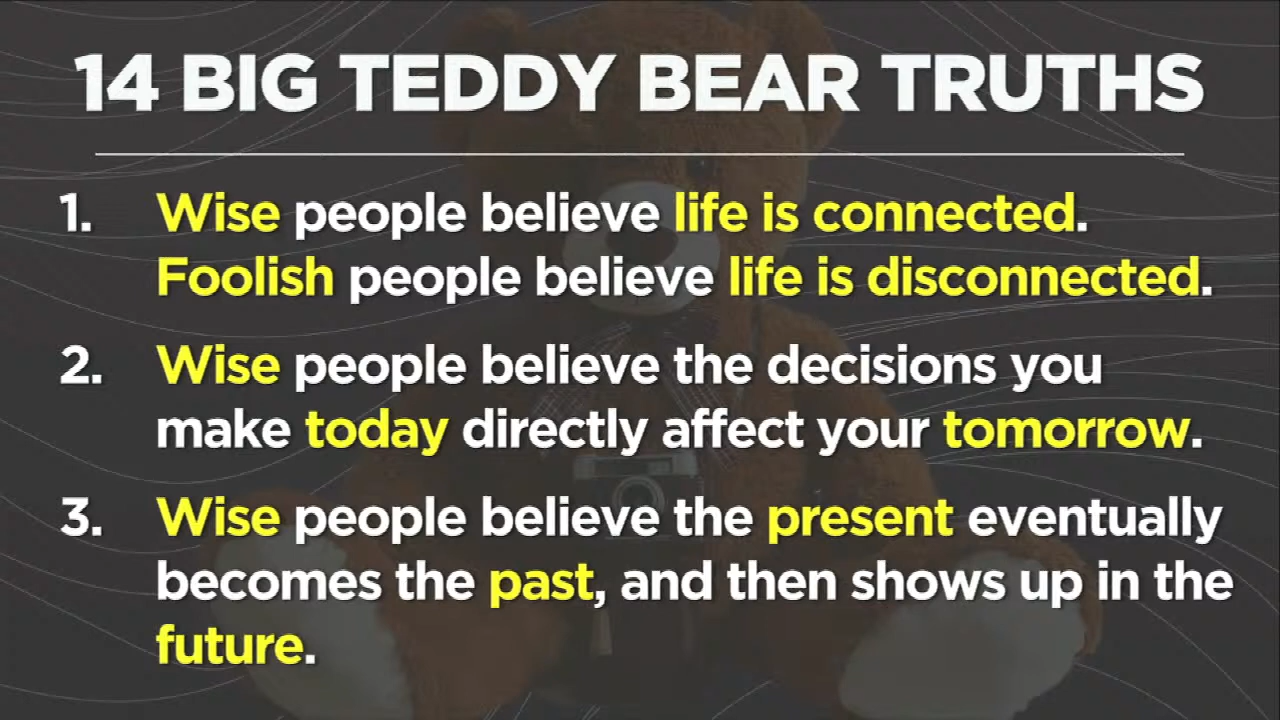 14 BIG TEDDY BEAR TRUTHS
1. Wise people believe life is connected.
Foolish people believe life is disconnected.
2. Wise people believe the decisions you
make today directly affect your tomorrow.
3. Wise people believe the present eventually
becomes the past, and then shows up in the
future.